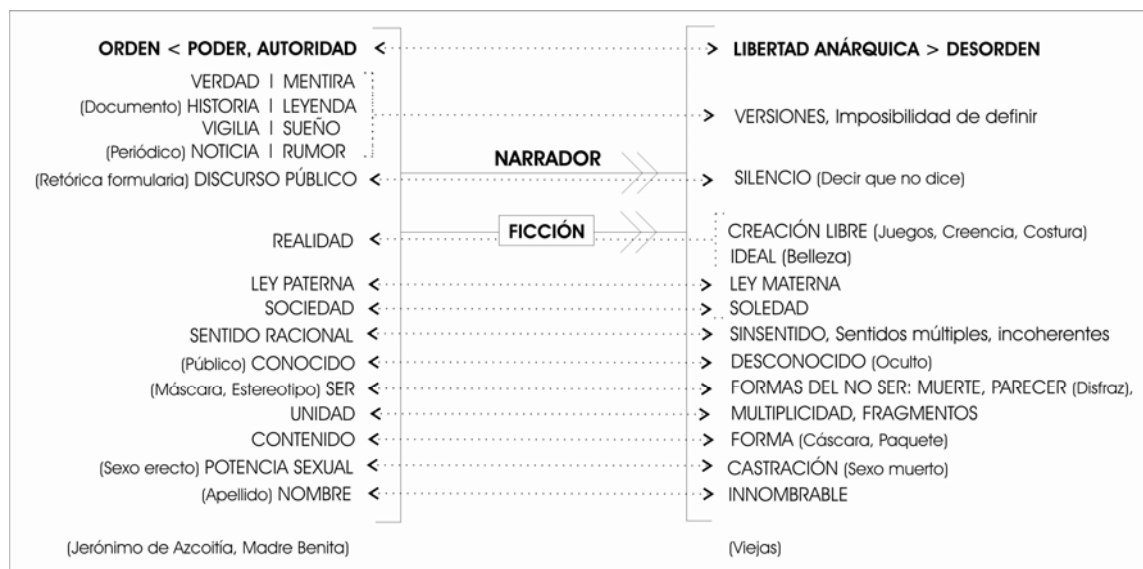 ORDEN < PODER, AUTORIDAD
LIBERTAD ANÁRQUICA > DESORDEN
VERDAD | MENTIRA
(Documento) HISTORIA | LEYENDA
VERSIONES, Imposibilidad de definir
VIGILIA | SUEÑO
(Periódico) NOTICIA | RUMOR
NARRADOR
(Retórica formularia) DISCURSO PÚBLICO
SILENCIO (Decir que no dice)
FICCIÓN
REALIDAD
CREACIÓN LIBRE (Juegos, Creencia, Costura)
IDEAL (Belleza)
LEY PATERNA
LEY MATERNA
SOCIEDAD
SOLEDAD
SENTIDO RACIONAL
SINSENTIDO, Sentidos múltiples, incoherentes
(Público) CONOCIDO
DESCONOCIDO (Oculto)
(Máscara, Estereotipo) SER
FORMAS DEL NO SER: MUERTE, PARECER (Disfraz),
UNIDAD
MULTIPLICIDAD, FRAGMENTOS
CONTENIDO
FORMA (Cáscara, Paquete)
(Sexo erecto) POTENCIA SEXUAL
CASTRACIÓN (Sexo muerto)
(Apellido) NOMBRE
INNOMBRABLE
(Jerónimo de Azcoitía, Madre Benita)
(Viejas)